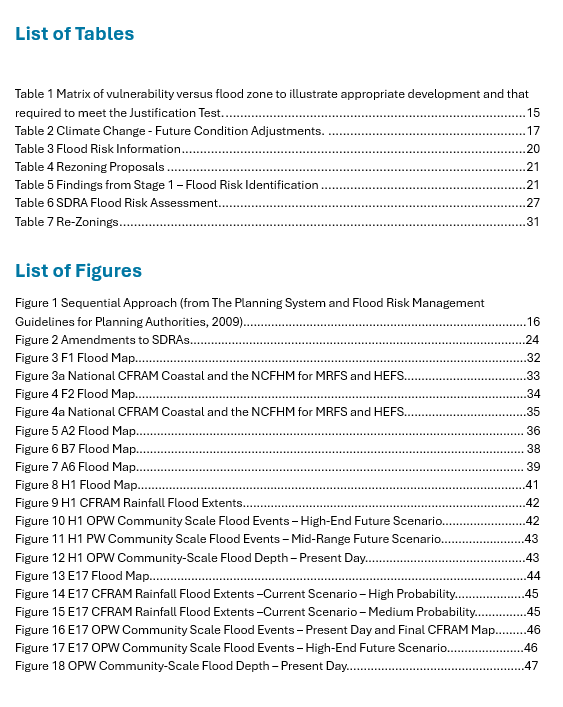 List of Tables
Table 1 Matrix of vulnerability versus flood zone to illustrate appropriate development and that
required to meet the Justification Test...........................................................................................15
Table 2 Climate Change - Future Condition Adjustments. .................................................................17
Table 3 Flood Risk Information...................................................................................................20
Table 4 Rezoning Proposals .......................................................................................................21
Table 5 Findings from Stage 1 – Flood Risk Identification ...................................................................21
Table 6 SDRA Flood Risk Assessment............................................................................................27
Table 7 Re-Zonings.................................................................................................................31
List of Figures
Figure 1 Sequential Approach (from The Planning System and Flood Risk Management
Guidelines for Planning Authorities, 2009)......................................................................................16
Figure 2 Amendments to SDRAs...................................................................................................24
Figure 3 F1 Flood Map..............................................................................................................32
Figure 3a National CFRAM Coastal and the NCFHM for MRFS and HEFS........................................33
Figure 4 F2 Flood Map..............................................................................................................34
Figure 4a National CFRAM Coastal and the NCFHM for MRFS and HEFS........................................35
Figure 5 A2 Flood Map.............................................................................................................. 36
Figure 6 B7 Flood Map.............................................................................................................. 38
Figure 7 A6 Flood Map.............................................................................................................. 39
Figure 8 H1 Flood Map..............................................................................................................41
Figure 9 H1 CFRAM Rainfall Flood Extents......................................................................................42
Figure 10 H1 OPW Community Scale Flood Events – High-End Future Scenario...........................42
Figure 11 H1 PW Community Scale Flood Events – Mid-Range Future Scenario...........................43
Figure 12 H1 OPW Community-Scale Flood Depth – Present Day....................................................43
Figure 13 E17 Flood Map............................................................................................................44
Figure 14 E17 CFRAM Rainfall Flood Extents –Current Scenario – High Probability.......................45
Figure 15 E17 CFRAM Rainfall Flood Extents –Current Scenario – Medium Probability.................45
Figure 16 E17 OPW Community Scale Flood Events – Present Day and Final CFRAM Map.........46
Figure 17 E17 OPW Community Scale Flood Events – High-End Future Scenario.........................46
Figure 18 OPW Community-Scale Flood Depth – Present Day.........................................................47